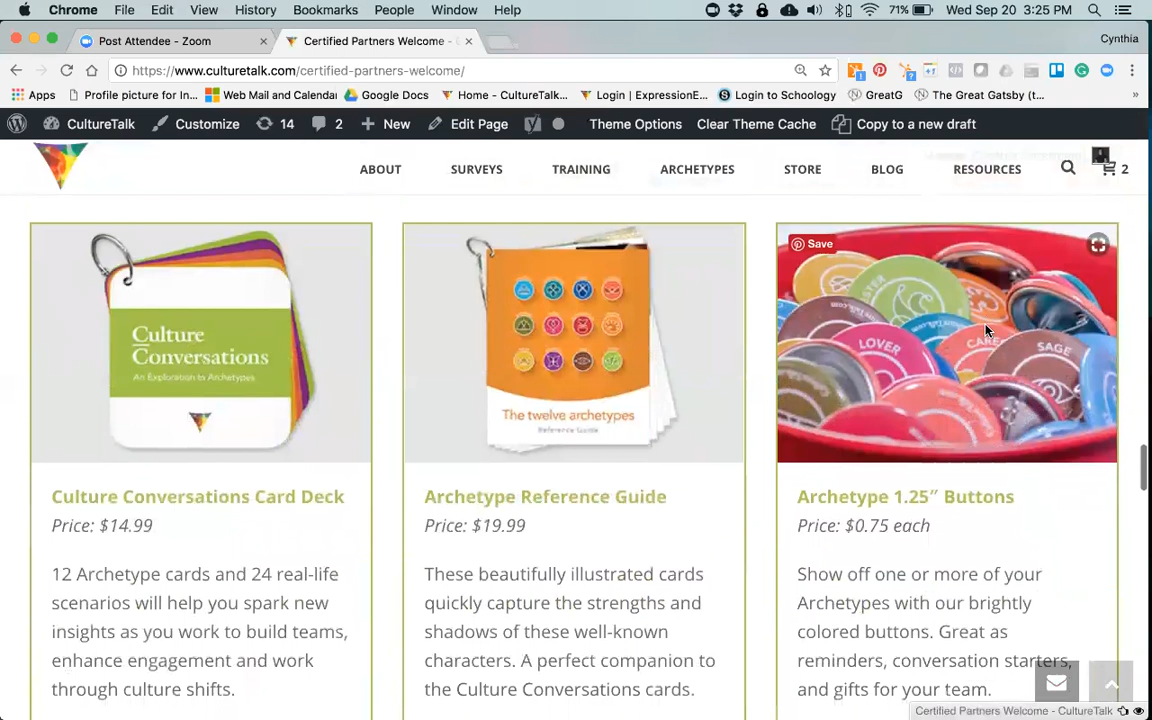 Chrome File Edit View History Bookmarks People Window Help 71% Wed Sep 20 3:25 PM
Post Attendee - Zoom Certified Partners Welcome - Cynthia
https://www.culturetalk.com/certified-partners-welcome/
Apps Profile picture for In... Web Mail and Calendar Google Docs Home - CultureTalk... Login | ExpressionE... Login to Schoology GreatG The Great Gatsby (t... »
CultureTalk Customize 14 2 New Edit Page Theme Options Clear Theme Cache Copy to a new draft
ABOUT SURVEYS TRAINING ARCHETYPES STORE BLOG RESOURCES 2
Save
Culture
Conversations
An Exploration to Archetypes
The twelve archetypes
Reference Guide
LOVER
SAGE
Culture Conversations Card Deck
Price: $14.99
12 Archetype cards and 24 real-life
scenarios will help you spark new
insights as you work to build teams,
enhance engagement and work
through culture shifts.
Archetype Reference Guide
Price: $19.99
These beautifully illustrated cards
quickly capture the strengths and
shadows of these well-known
characters. A perfect companion to
the Culture Conversations cards.
Archetype 1.25″ Buttons
Price: $0.75 each
Show off one or more of your
Archetypes with our brightly
colored buttons. Great as
reminders, conversation starters,
and gifts for your team.
Certified Partners Welcome - CultureTalk